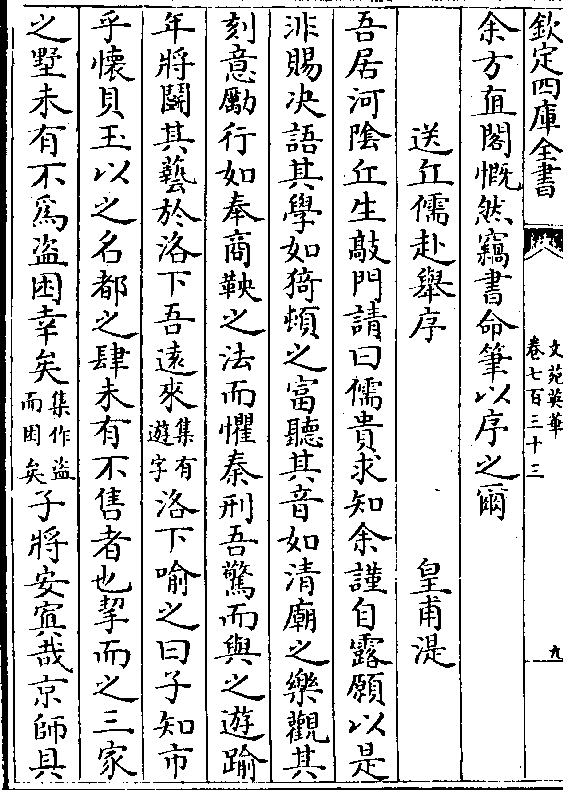 欽定四庫全書
文苑英華
卷七百三十三
九
余方直閣慨然竊書命筆以序之爾
送丘儒赴舉序　皇甫湜
吾居河隂丘生敲門請曰儒貴求知余謹自露願以是
非賜决語其學如猗頓之富聽其音如清廟之樂觀其
刻意勵行如奉商鞅之法而懼秦刑吾驚而與之遊踰
年將鬭其藝於洛下吾遠來集有遊字洛下喻之曰子知市
乎懷貝玉以之名都之肆未有不售者也挈而之三家
之墅未有不為盗困幸矣集作盗而困矣子將安寘哉京師具